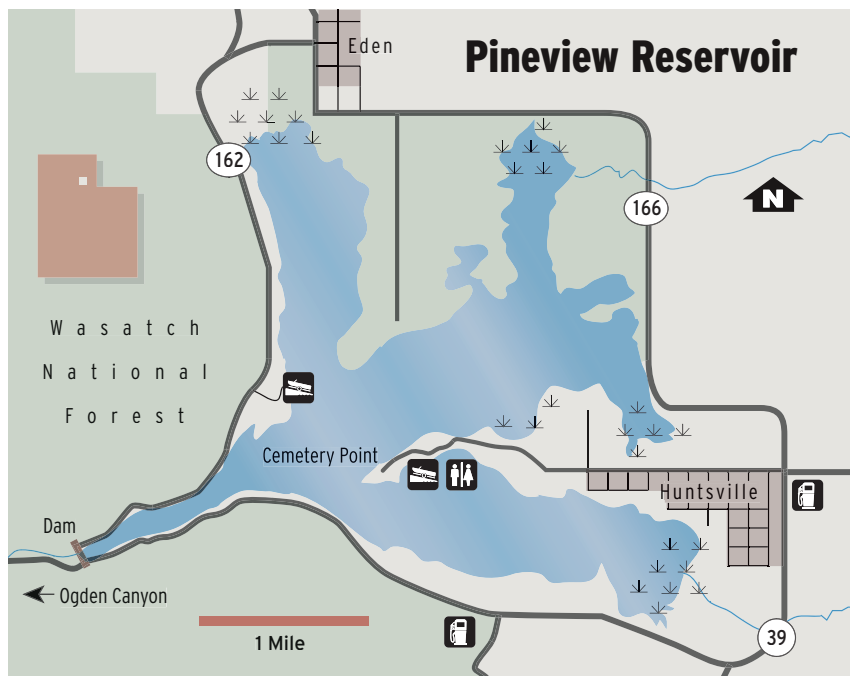 Eden
Pineview Reservoir
162
166
N
Wasatch
National
Forest
Cemetery Point
Huntsville
Dam
Ogden Canyon
1 Mile
39